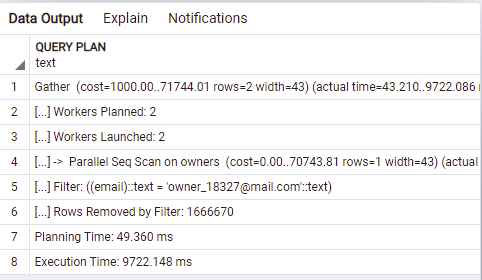 Data Output Explain Notifications
QUERY PLAN
text
1 Gather (cost=1000.00..71744.01 rows=2 width=43) (actual time=43.210..9722.086
2 [...] Workers Planned: 2
3 [...] Workers Launched: 2
4 [...] -> Parallel Seq Scan on owners (cost=0.00..70743.81 rows=1 width=43) (actual
5 [...] Filter: ((email)::text = 'owner_18327@mail.com'::text)
6 [...] Rows Removed by Filter: 1666670
7 Planning Time: 49.360 ms
8 Execution Time: 9722.148 ms